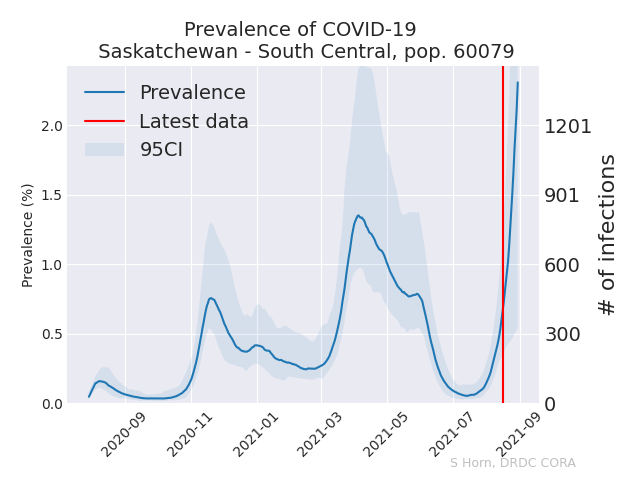 Prevalence of COVID-19
Saskatchewan - South Central, pop. 60079
Prevalence
Latest data
95CI
Prevalence (%)
2.0
1.5
1.0
0.5
0.0
1201
901
600
300
0
# of infections
2020-09
2020-11
2021-01
2021-03
2021-05
2021-07
2021-09
S Horn, DRDC CORA